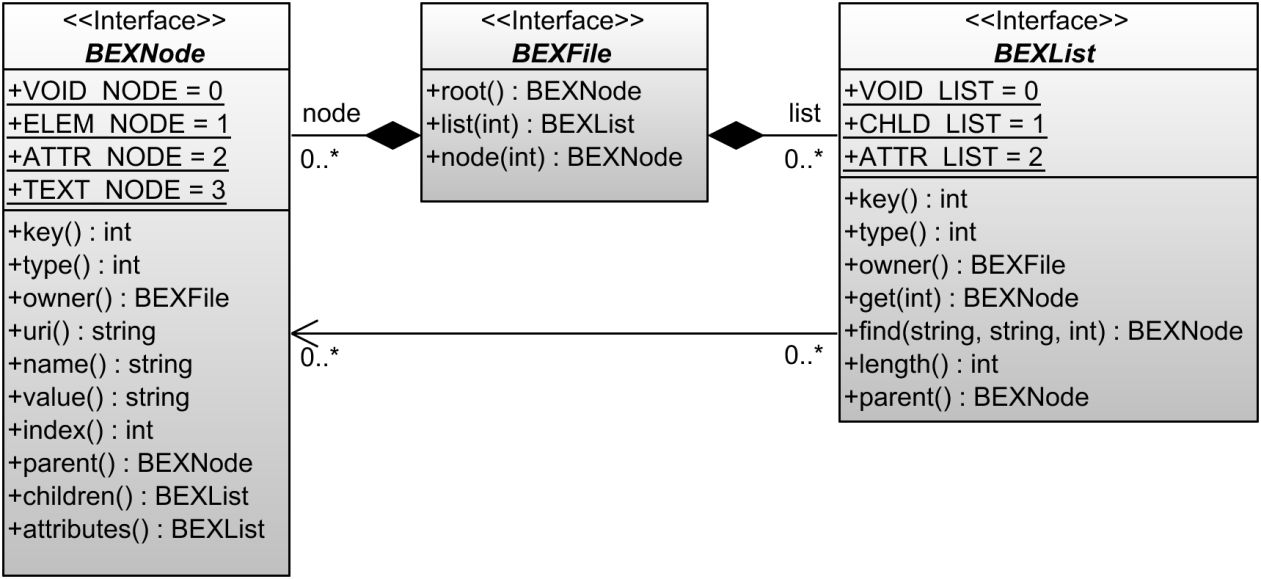 <<Interface>>
BEXNode
+VOID_NODE = 0
+ELEM_NODE = 1
+ATTR_NODE = 2
+TEXT_NODE = 3
+key() : int
+type() : int
+owner() : BEXFile
+uri() : string
+name() : string
+value() : string
+index() : int
+parent() : BEXNode
+children() : BEXList
+attributes() : BEXList
node
0..*
<<Interface>>
BEXFile
+root() : BEXNode
+list(int) : BEXList
+node(int) : BEXNode
list
0..*
<<Interface>>
BEXList
+VOID_LIST = 0
+CHLD_LIST = 1
+ATTR_LIST = 2
+key() : int
+type() : int
+owner() : BEXFile
+get(int) : BEXNode
+find(string, string, int) : BEXNode
+length() : int
+parent() : BEXNode
0..*
0..*